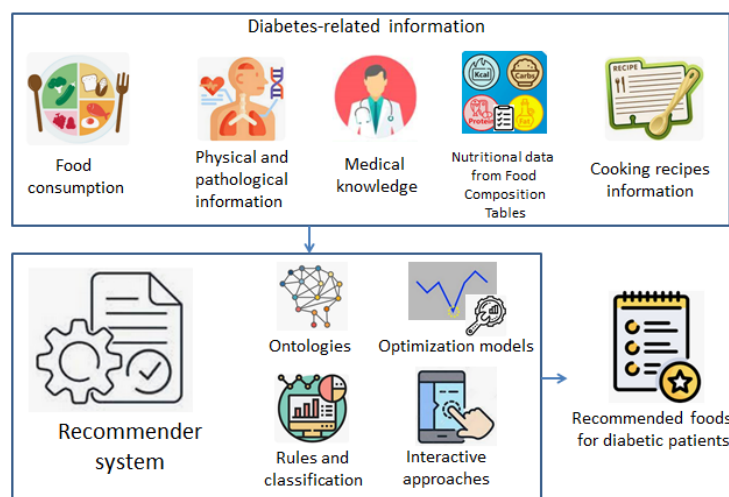 Diabetes-related information
Kcal
Carbs
Protein
Fat
RECIPE
Food
consumption
Physical and
pathological
information
Medical
knowledge
Nutritional data
from Food
Composition
Tables
Cooking recipes
information
Ontologies
Optimization models
Recommender
system
Rules and
classification
Interactive
approaches
Recommended foods
for diabetic patients